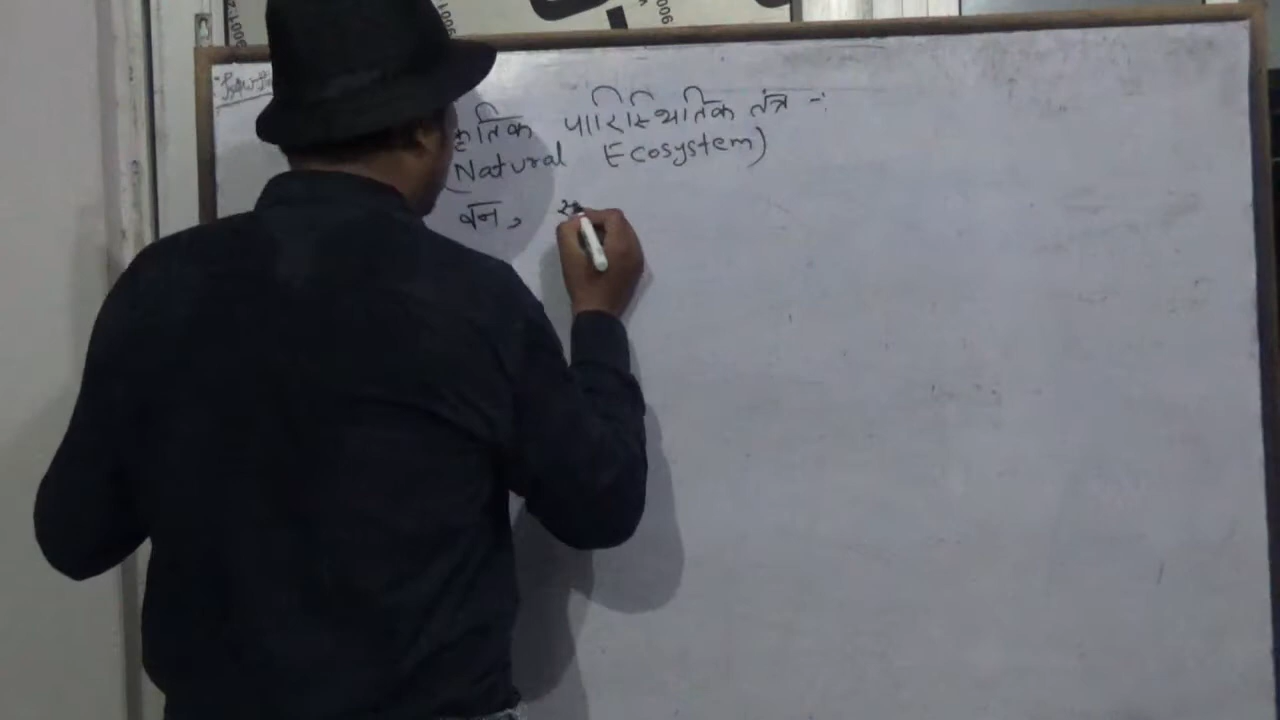 कृतिक पारिस्थितिक तंत्र -:
(Natural Ecosystem)
वन,